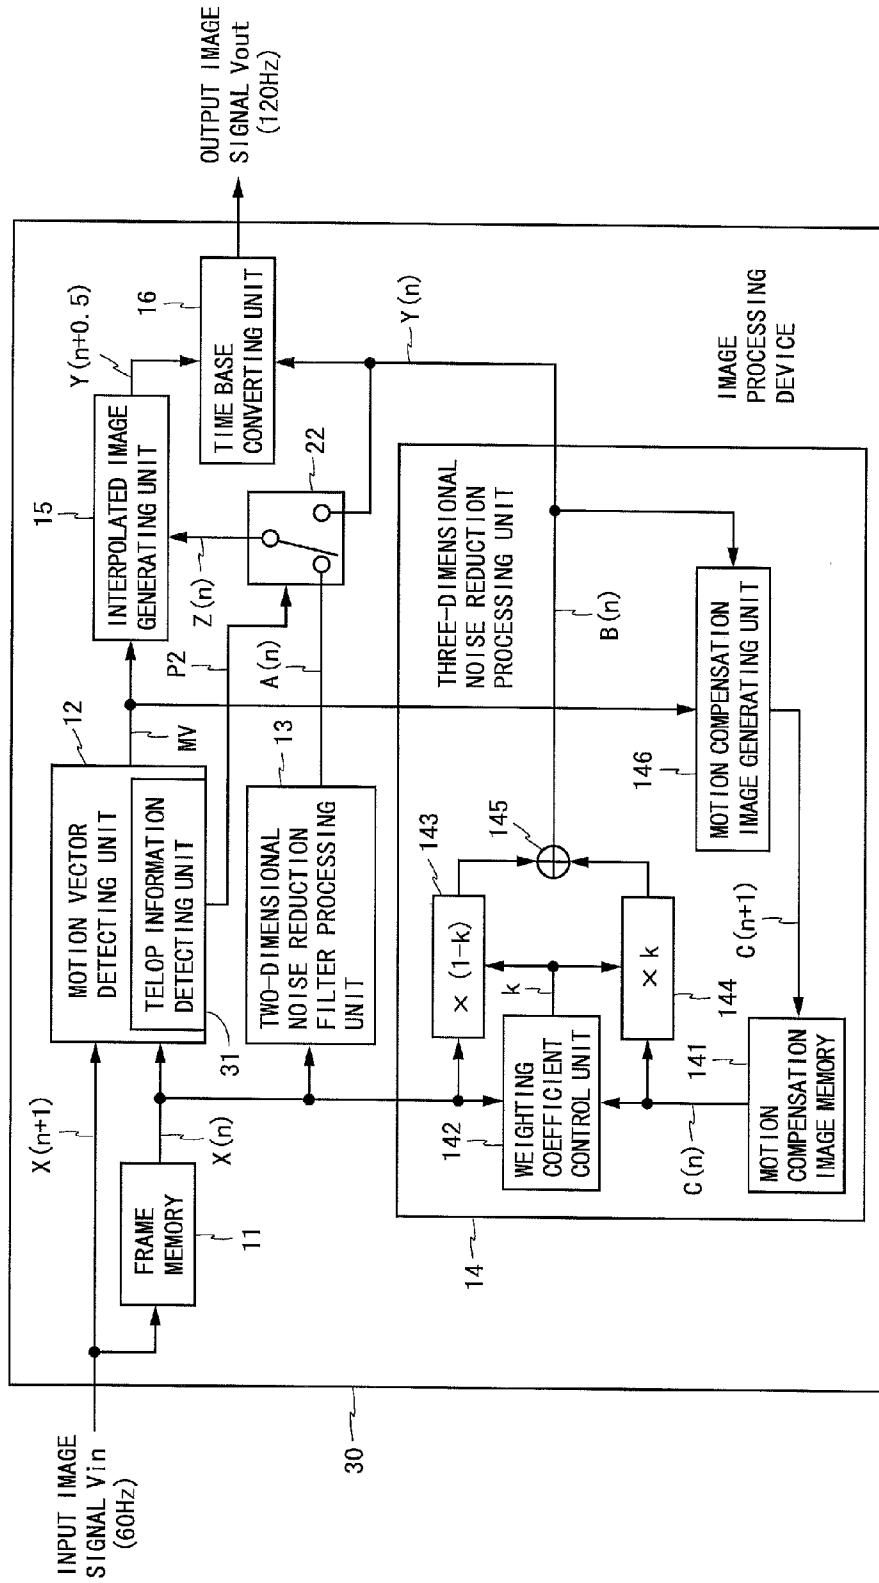 INPUT IMAGE
SIGNAL Vin
(60Hz)
30
X(n+1)
FRAME
MEMORY
11
X(n)
MOTION VECTOR
DETECTING UNIT
12
TELOP INFORMATION
DETECTING UNIT
31
MV
P2
TWO-DIMENSIONAL
NOISE REDUCTION
FILTER PROCESSING
UNIT
13
A(n)
INTERPOLATED IMAGE
GENERATING UNIT
15
Z(n)
22
Y(n+0.5)
TIME BASE
CONVERTING UNIT
16
OUTPUT IMAGE
SIGNAL Vout
(120Hz)
Y(n)
IMAGE
PROCESSING
DEVICE
THREE-DIMENSIONAL
NOISE REDUCTION
PROCESSING UNIT
14
WEIGHTING
COEFFICIENT
CONTROL UNIT
142
k
× (1-k)
143
× k
144
145
B(n)
C(n)
MOTION
COMPENSATION
IMAGE MEMORY
141
C(n+1)
MOTION COMPENSATION
IMAGE GENERATING UNIT
146